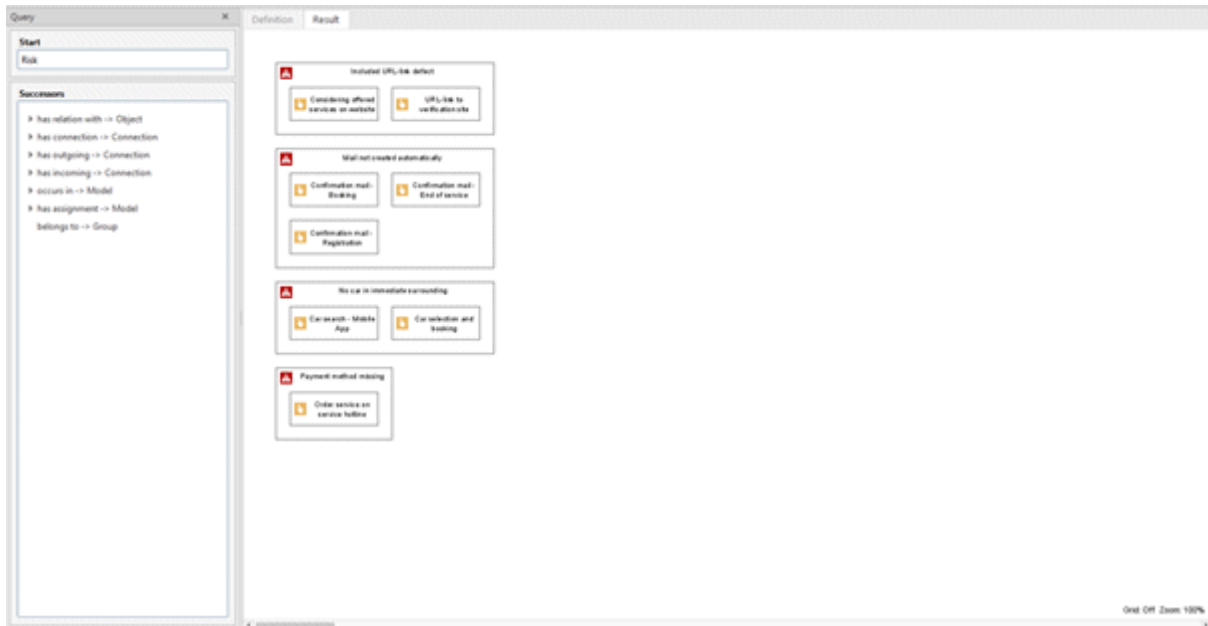 Query
Start
Risk
Successors
has relation with -> Object
has connection -> Connection
has outgoing -> Connection
has incoming -> Connection
occurs in -> Model
has assignment -> Model
belongs to -> Group
Definition Result
Included URL-link defect
Considering offered
services on website
URL-link to
verification site
Mail not created automatically
Confirmation mail -
Booking
Confirmation mail -
End of service
Confirmation mail -
Registration
No car in immediate surrounding
Car search - Mobile
App
Car selection and
booking
Payment method missing
Order service on
service hotline
Grid: Off Zoom: 100%